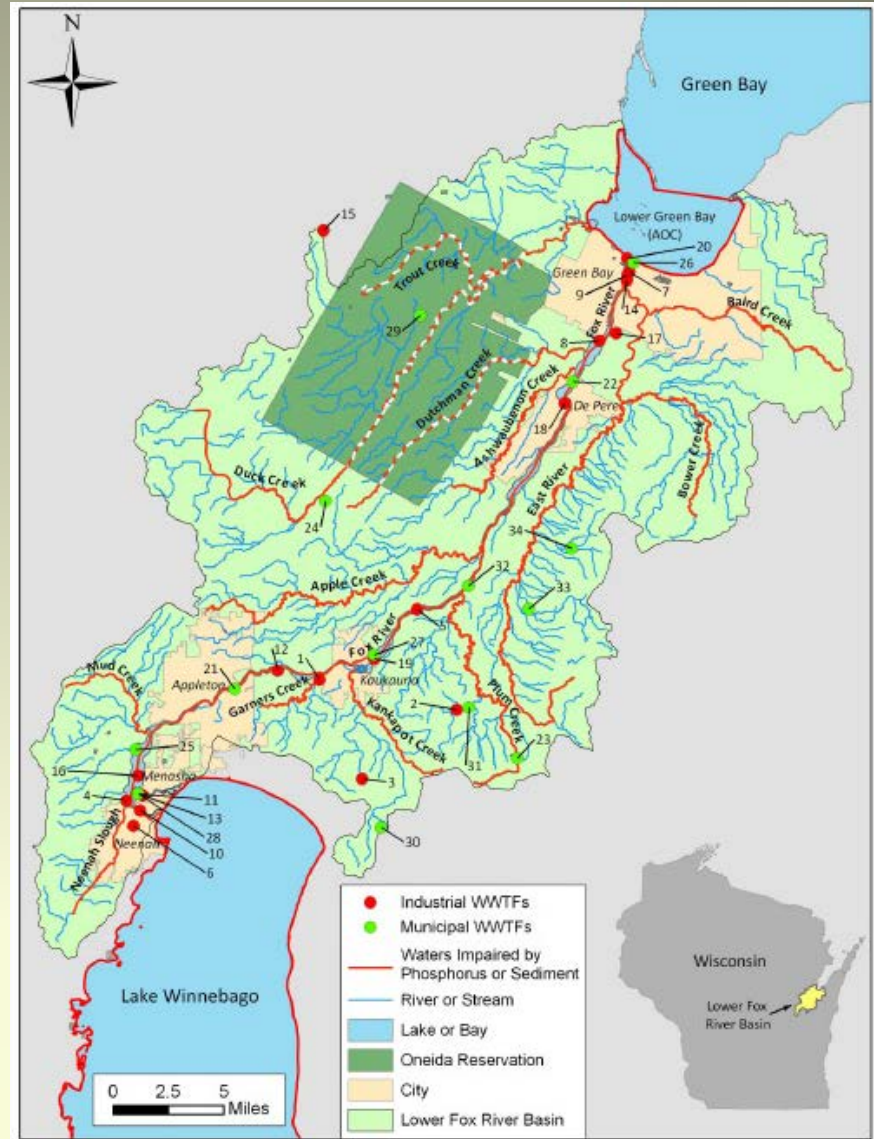 N
Green Bay
15
Lower Green Bay
(AOC)
20
26
Green Bay
Trout Creek
9
7
14
Baird Creek
29
Fox River
8
17
Dutchman Creek
Ashwaubenon Creek
22
De Pere
18
Duck Creek
East River
Bower Creek
24
34
Apple Creek
32
33
5
Fox River
27
12
1
Mud Creek
21
Appleton
19
Kaukauna
Garners Creek
Plum Creek
2
Kankapot Creek
25
31
23
16
Menasha
3
4
11
13
Neenah Slough
28
30
Neenah
10
6
Industrial WWTFs
Municipal WWTFs
Waters Impaired by
Phosphorus or Sediment
River or Stream
Lake or Bay
Oneida Reservation
City
Lower Fox River Basin
Wisconsin
Lower Fox
River Basin
Lake Winnebago
0 2.5 5
Miles